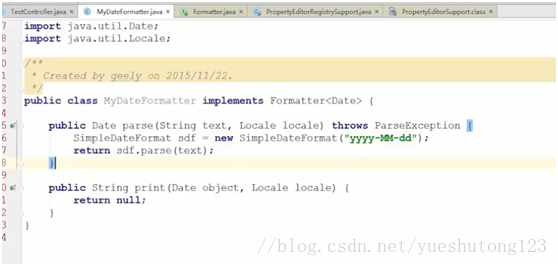 TestController.java × MyDateFormatter.java × Formatter.java × PropertyEditorRegistrySupport.java × PropertyEditorSupport.class ×
7 import java.util.Date;
8 import java.util.Locale;
9
0 /**
1  * Created by geely on 2015/11/22.
2  */
3 public class MyDateFormatter implements Formatter<Date> {
4
5 public Date parse(String text, Locale locale) throws ParseException {
6 SimpleDateFormat sdf = new SimpleDateFormat("yyyy-MM-dd");
7 return sdf.parse(text);
8 }
9
0 public String print(Date object, Locale locale) {
1 return null;
2 }
3 }
4
https://blog.csdn.net/yueshutong123